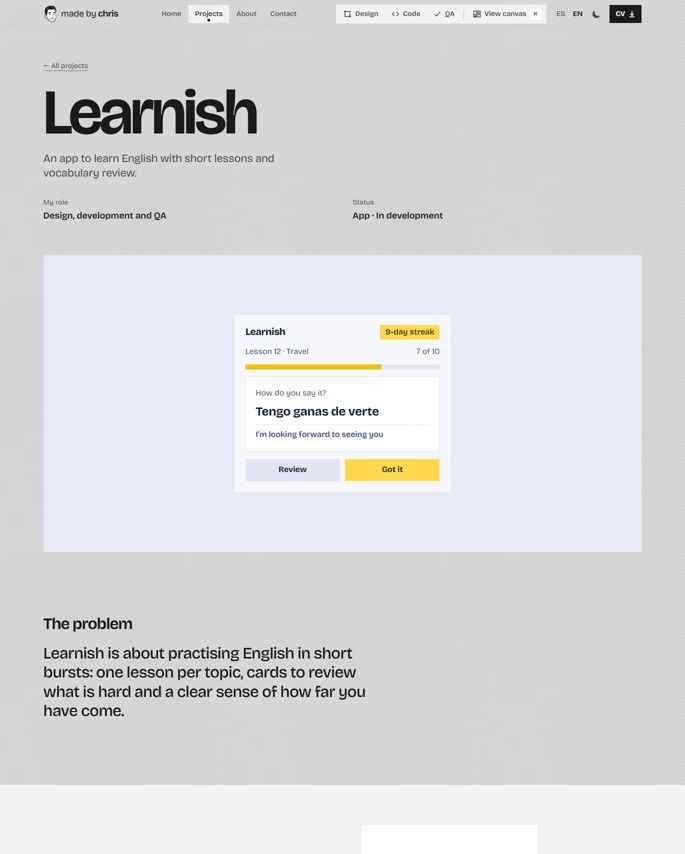 made by chris
Home
Projects
About
Contact
Design
Code
QA
View canvas
M
ES
EN
CV
← All projects
Learnish
An app to learn English with short lessons and
vocabulary review.
My role
Design, development and QA
Status
App · In development
Learnish
9-day streak
Lesson 12 · Travel
7 of 10
How do you say it?
Tengo ganas de verte
I'm looking forward to seeing you
Review
Got it
The problem
Learnish is about practising English in short
bursts: one lesson per topic, cards to review
what is hard and a clear sense of how far you
have come.